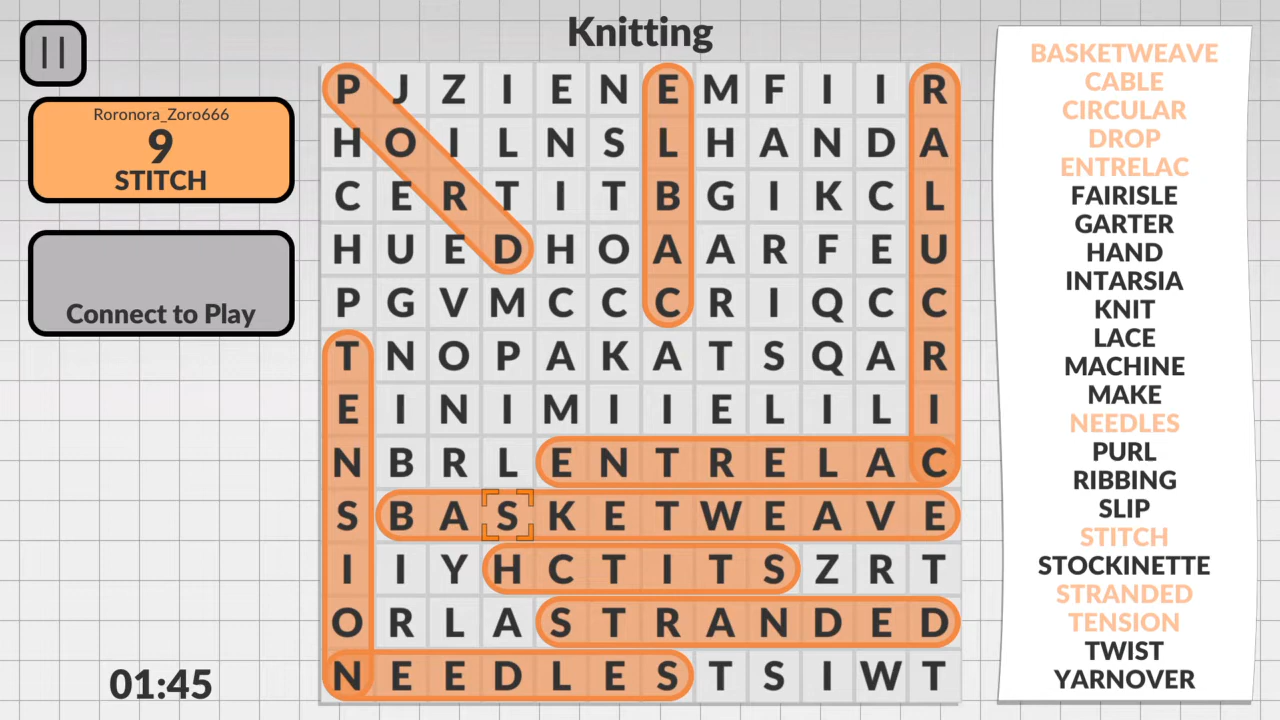 Knitting
Roronora_Zoro666
9
STITCH
Connect to Play
01:45
P J Z I E N E M F I I R
H O I L N S L H A N D A
C E R T I T B G I K C L
H U E D H O A A R F E U
P G V M C C C R I Q C C
T N O P A K A T S Q A R
E I N I M I I E L I L I
N B R L E N T R E L A C
S B A S K E T W E A V E
I I Y H C T I T S Z R T
O R L A S T R A N D E D
N E E D L E S T S I W T
BASKETWEAVE
CABLE
CIRCULAR
DROP
ENTRELAC
FAIRISLE
GARTER
HAND
INTARSIA
KNIT
LACE
MACHINE
MAKE
NEEDLES
PURL
RIBBING
SLIP
STITCH
STOCKINETTE
STRANDED
TENSION
TWIST
YARNOVER